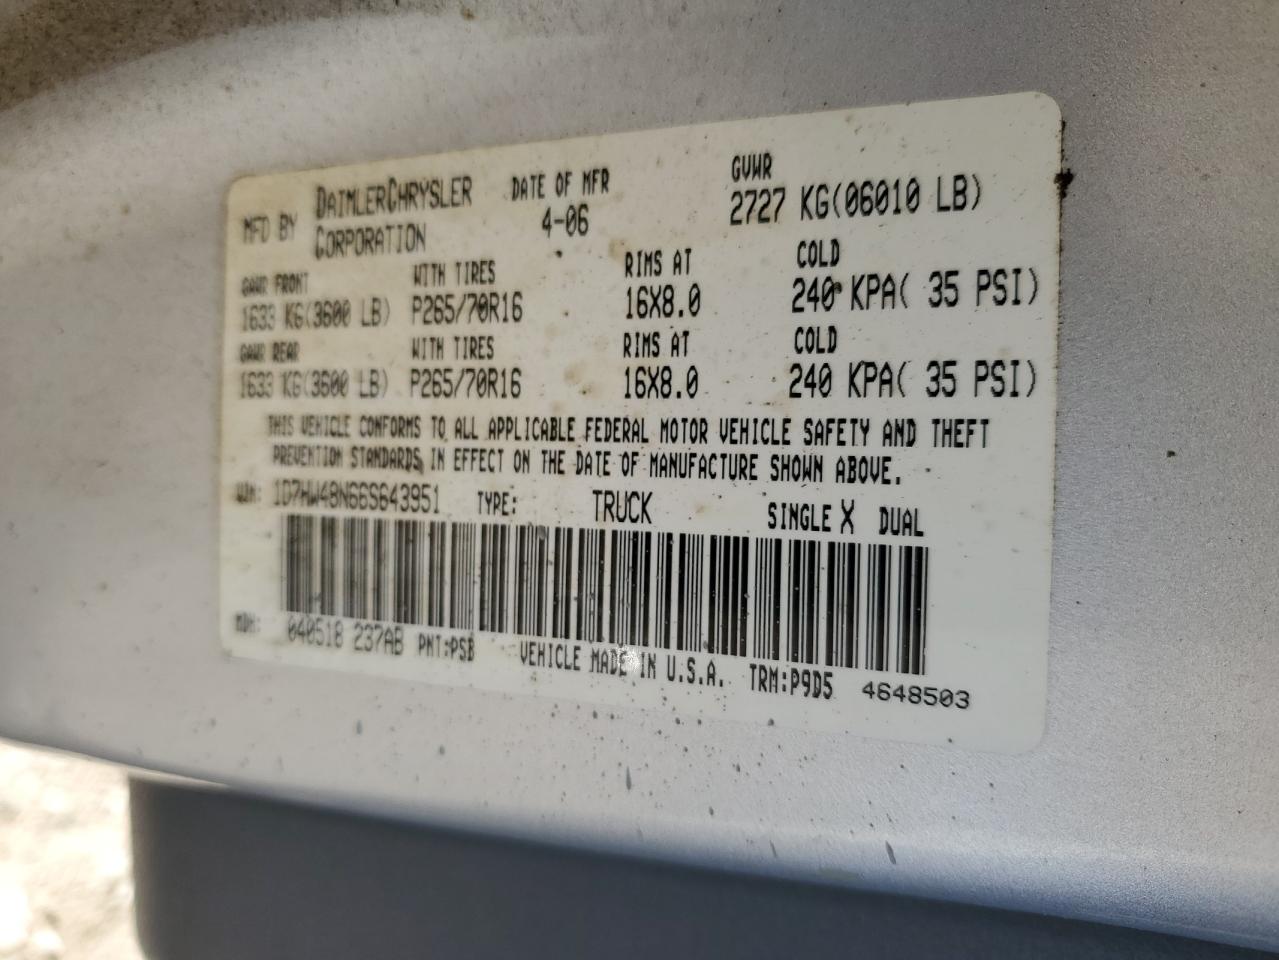 MFD BY DAIMLERCHRYSLER CORPORATION DATE OF MFR 4-06 GVWR 2727 KG(06010 LB)
GAWR FRONT WITH TIRES RIMS AT COLD
1633 KG(3600 LB) P265/70R16 16X8.0 240 KPA( 35 PSI)
GAWR REAR WITH TIRES RIMS AT COLD
1633 KG(3600 LB) P265/70R16 16X8.0 240 KPA( 35 PSI)
THIS VEHICLE CONFORMS TO ALL APPLICABLE FEDERAL MOTOR VEHICLE SAFETY AND THEFT
PREVENTION STANDARDS IN EFFECT ON THE DATE OF MANUFACTURE SHOWN ABOVE.
VIN: 1D7HW48N66S643951 TYPE: TRUCK SINGLE X DUAL
MDH: 040518 237AB PNT:PSB VEHICLE MADE IN U.S.A. TRM:P9D5 4648503